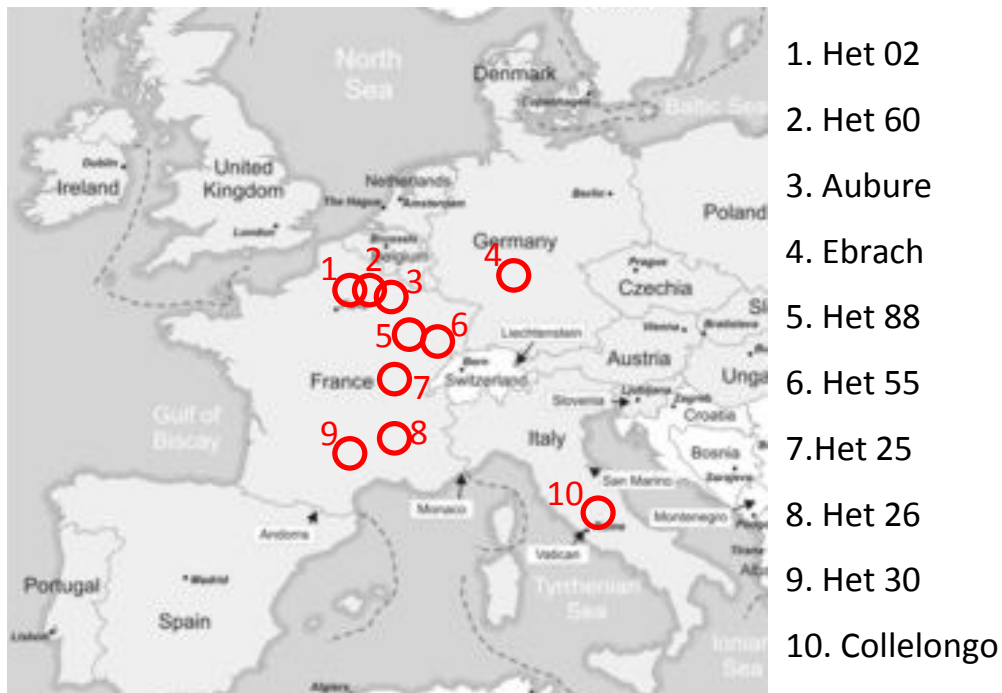 North
Sea
Denmark
Copenhagen
Baltic Sea
Dublin
Ireland
United
Kingdom
London
Netherlands
The Hague
Amsterdam
Berlin
Poland
Brussels
Belgium
Germany
Prague
Czechia
1
2
3
4
5
6
7
8
9
10
Liechtenstein
Vienna
Bratislava
Austria
Bern
Switzerland
France
Slovenia
Ljubljana
Zagreb
Croatia
Gulf of
Biscay
Italy
Bosnia
Sarajevo
San Marino
Monaco
Montenegro
Andorra
Vatican
Rome
Tirana
Portugal
Madrid
Lisbon
Spain
Tyrrhenian
Sea
Ionian
Sea
Algiers
1. Het 02
2. Het 60
3. Aubure
4. Ebrach
5. Het 88
6. Het 55
7.Het 25
8. Het 26
9. Het 30
10. Collelongo